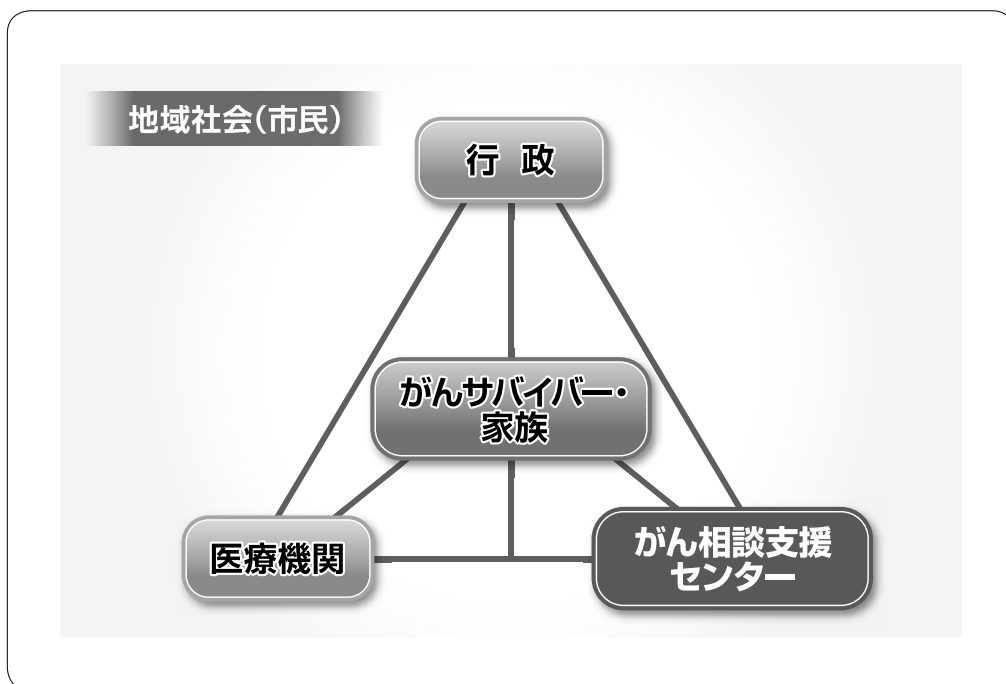 地域社会(市民)
行 政
がんサバイバー・
家族
医療機関
がん相談支援
センター